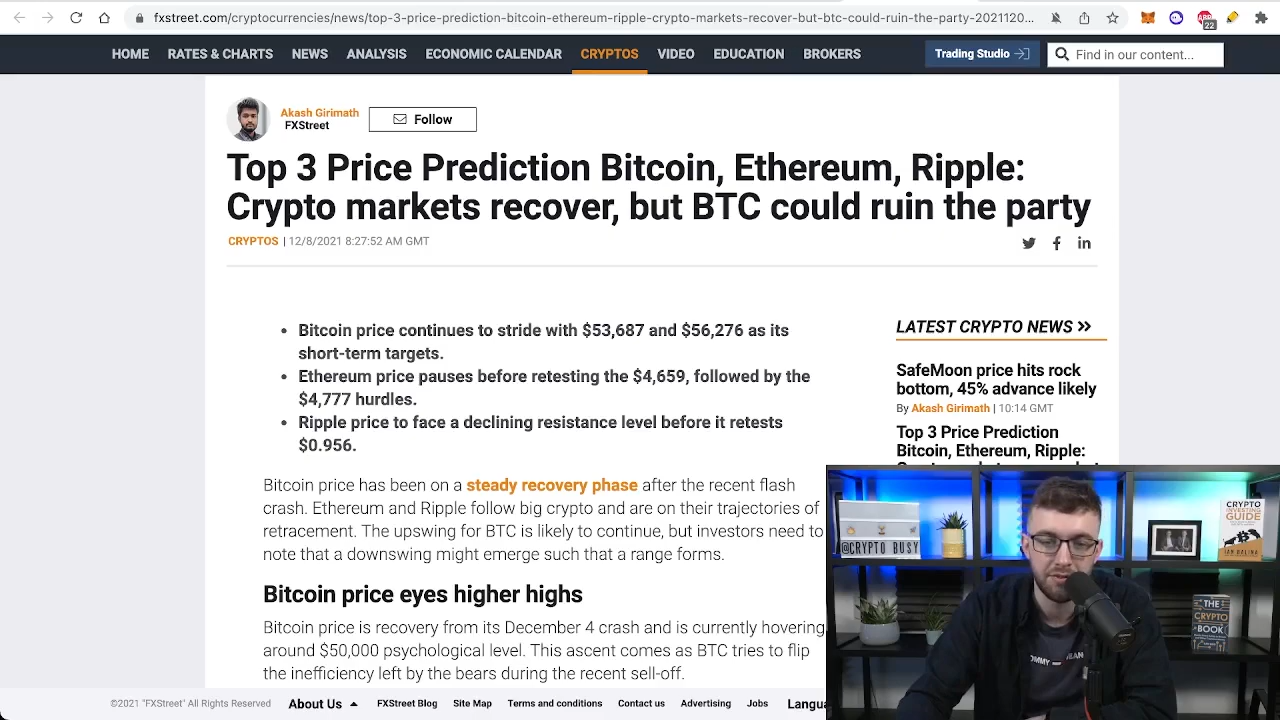 fxstreet.com/cryptocurrencies/news/top-3-price-prediction-bitcoin-ethereum-ripple-crypto-markets-recover-but-btc-could-ruin-the-party-2021120...
22
HOME RATES & CHARTS NEWS ANALYSIS ECONOMIC CALENDAR CRYPTOS VIDEO EDUCATION BROKERS Trading Studio Find in our content...
Akash Girimath
FXStreet
Follow
Top 3 Price Prediction Bitcoin, Ethereum, Ripple:
Crypto markets recover, but BTC could ruin the party
CRYPTOS | 12/8/2021 8:27:52 AM GMT
• Bitcoin price continues to stride with $53,687 and $56,276 as its
short-term targets.
• Ethereum price pauses before retesting the $4,659, followed by the
$4,777 hurdles.
• Ripple price to face a declining resistance level before it retests
$0.956.
Bitcoin price has been on a steady recovery phase after the recent flash
crash. Ethereum and Ripple follow big crypto and are on their trajectories of
retracement. The upswing for BTC is likely to continue, but investors need to
note that a downswing might emerge such that a range forms.
Bitcoin price eyes higher highs
Bitcoin price is recovery from its December 4 crash and is currently hovering
around $50,000 psychological level. This ascent comes as BTC tries to flip
the inefficiency left by the bears during the recent sell-off.
LATEST CRYPTO NEWS »
SafeMoon price hits rock
bottom, 45% advance likely
By Akash Girimath | 10:14 GMT
Top 3 Price Prediction
Bitcoin, Ethereum, Ripple:
@CRYPTO BUSY
CRYPTO
INVESTING
GUIDE
IAN BALINA
THE
CRYPTO
BOOK
©2021 "FXStreet" All Rights Reserved About Us FXStreet Blog Site Map Terms and conditions Contact us Advertising Jobs